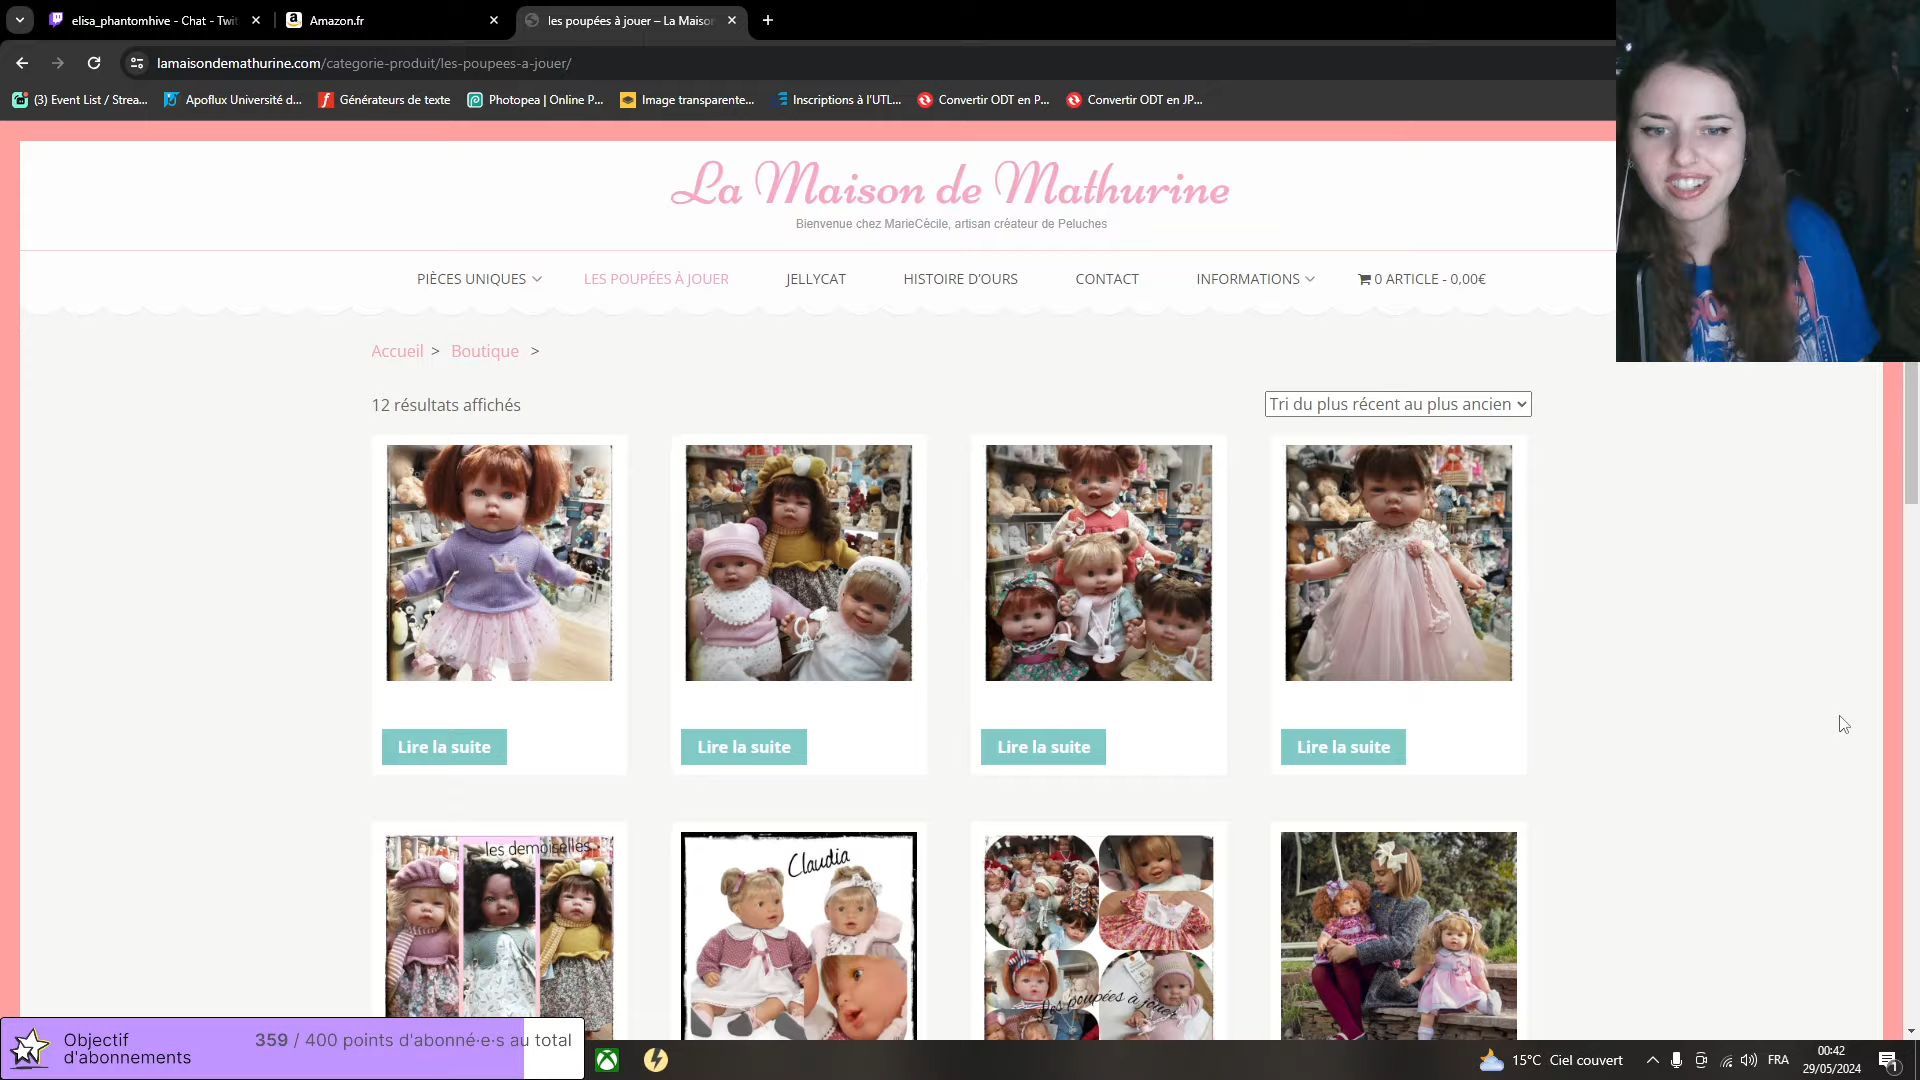 elisa_phantomhive - Chat - Twit
Amazon.fr
les poupées à jouer – La Maison
lamaisondemathurine.com/categorie-produit/les-poupees-a-jouer/
(3) Event List / Strea...
Apoflux Université d...
Générateurs de texte
Photopea | Online P...
Image transparente...
Inscriptions à l'UTL...
Convertir ODT en P...
Convertir ODT en JP...
La Maison de Mathurine
Bienvenue chez MarieCécile, artisan créateur de Peluches
PIÈCES UNIQUES
LES POUPÉES À JOUER
JELLYCAT
HISTOIRE D'OURS
CONTACT
INFORMATIONS
0 ARTICLE - 0,00€
Accueil > Boutique >
12 résultats affichés
Tri du plus récent au plus ancien
Lire la suite
Lire la suite
Lire la suite
Lire la suite
les demoiselles
Claudia
Les poupées a jouer
Objectif
d'abonnements
359 / 400 points d'abonné·e·s au total
15°C Ciel couvert
FRA
00:42
29/05/2024
1